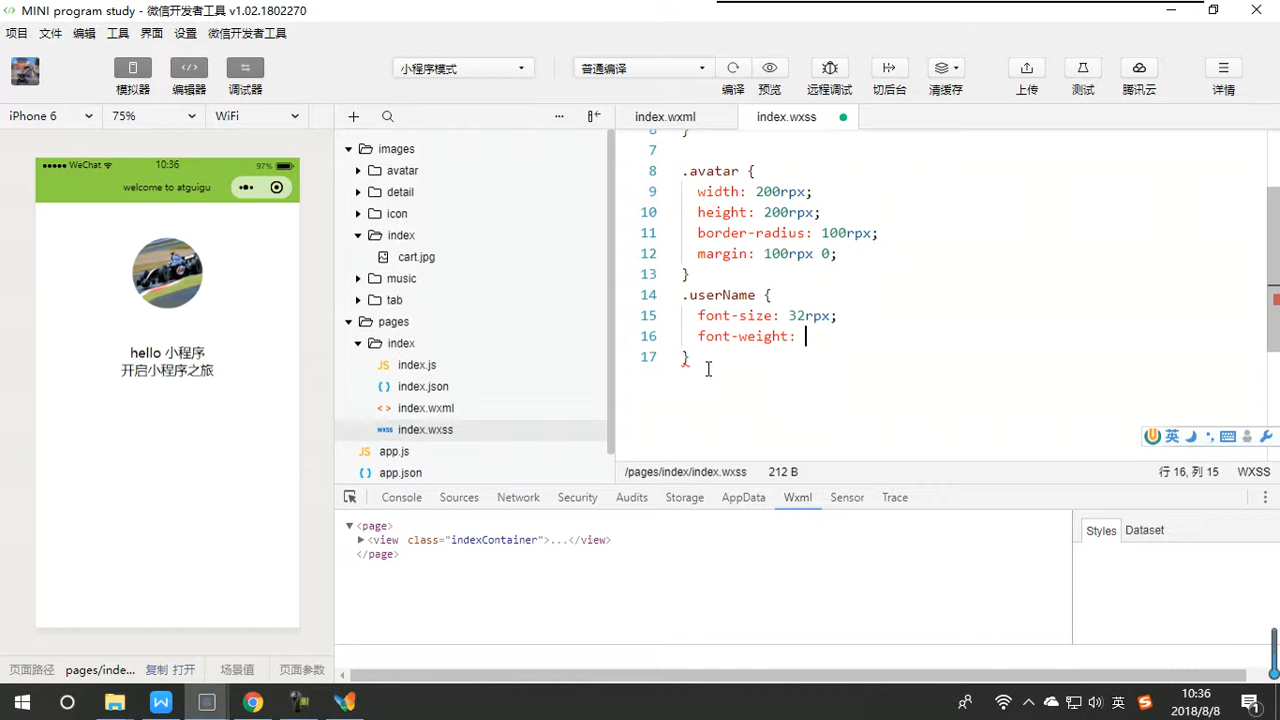 MINI program study - 微信开发者工具 v1.02.1802270
项目 文件 编辑 工具 界面 设置 微信开发者工具
小程序模式 普通编译
模拟器 编辑器 调试器 编译 预览 远程调试 切后台 清缓存 上传 测试 腾讯云 详情
iPhone 6 75% WiFi
index.wxml index.wxss
WeChat 10:36 97%
welcome to atguigu
hello 小程序
开启小程序之旅
images
avatar
detail
icon
index
cart.jpg
music
tab
pages
index
JS index.js
{ } index.json
< > index.wxml
wxss index.wxss
JS app.js
{ } app.json
6 }
7
8 .avatar {
9 width: 200rpx;
10 height: 200rpx;
11 border-radius: 100rpx;
12 margin: 100rpx 0;
13 }
14 .userName {
15 font-size: 32rpx;
16 font-weight:
17 }
英
/pages/index/index.wxss 212 B 行 16, 列 15 WXSS
Console Sources Network Security Audits Storage AppData Wxml Sensor Trace
<page>
<view class="indexContainer">...</view>
</page>
Styles Dataset
页面路径 pages/inde... 复制 打开 场景值 页面参数
英
10:36
2018/8/8
1